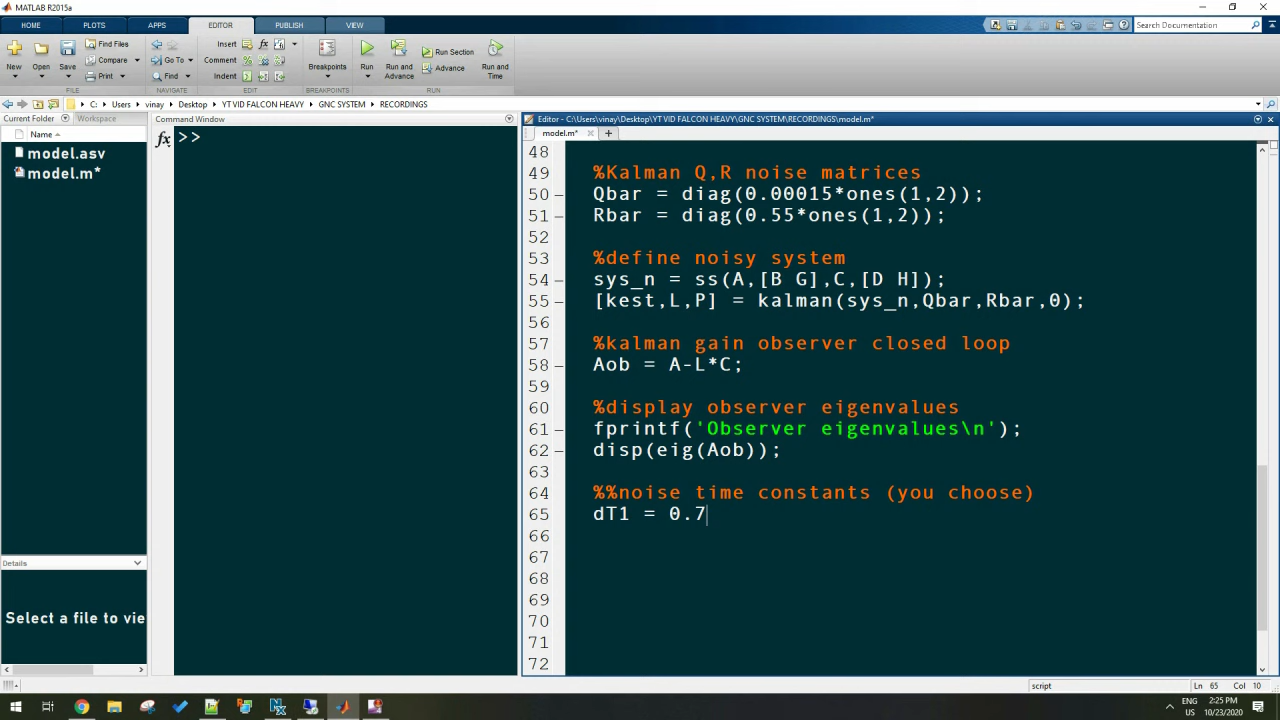 MATLAB R2015a
HOME PLOTS APPS EDITOR PUBLISH VIEW
Search Documentation
New Open Save Find Files Compare Print
Go To Find
Insert fx
Comment
Indent
Breakpoints
Run Run and Advance Run Section Advance Run and Time
FILE NAVIGATE EDIT BREAKPOINTS RUN
C: Users vinay Desktop YT VID FALCON HEAVY GNC SYSTEM RECORDINGS
Current Folder Workspace
Name
model.asv
model.m*
Details
Select a file to vie
Command Window
fx >>
Editor - C:\Users\vinay\Desktop\YT VID FALCON HEAVY\GNC SYSTEM\RECORDINGS\model.m*
model.m*
48
49 %Kalman Q,R noise matrices
50 – Qbar = diag(0.00015*ones(1,2));
51 – Rbar = diag(0.55*ones(1,2));
52
53 %define noisy system
54 – sys_n = ss(A,[B G],C,[D H]);
55 – [kest,L,P] = kalman(sys_n,Qbar,Rbar,0);
56
57 %kalman gain observer closed loop
58 – Aob = A-L*C;
59
60 %display observer eigenvalues
61 – fprintf('Observer eigenvalues\n');
62 – disp(eig(Aob));
63
64 %%noise time constants (you choose)
65 dT1 = 0.7
66
67
68
69
70
71
72
script Ln 65 Col 10
ENG US
2:25 PM
10/23/2020